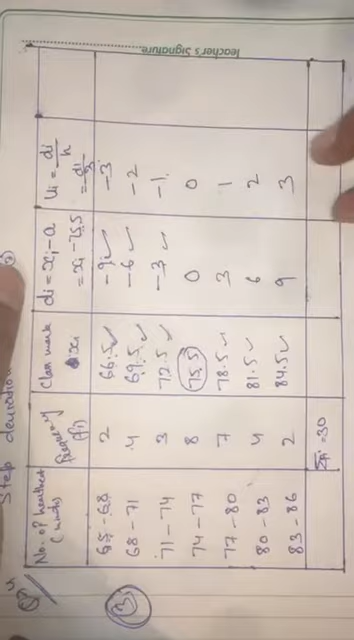 Teacher's Signature
Step deviation
No. of heartbeat (min)
Frequency (fi)
Class mark xi
di = xi - a = xi - 75.5
Ui = di/h = di/3
65 - 68 2 66.5 -9 -3
68 - 71 4 69.5 -6 -2
71 - 74 3 72.5 -3 -1
74 - 77 8 75.5 0 0
77 - 80 7 78.5 3 1
80 - 83 4 81.5 6 2
83 - 86 2 84.5 9 3
Σfi = 30